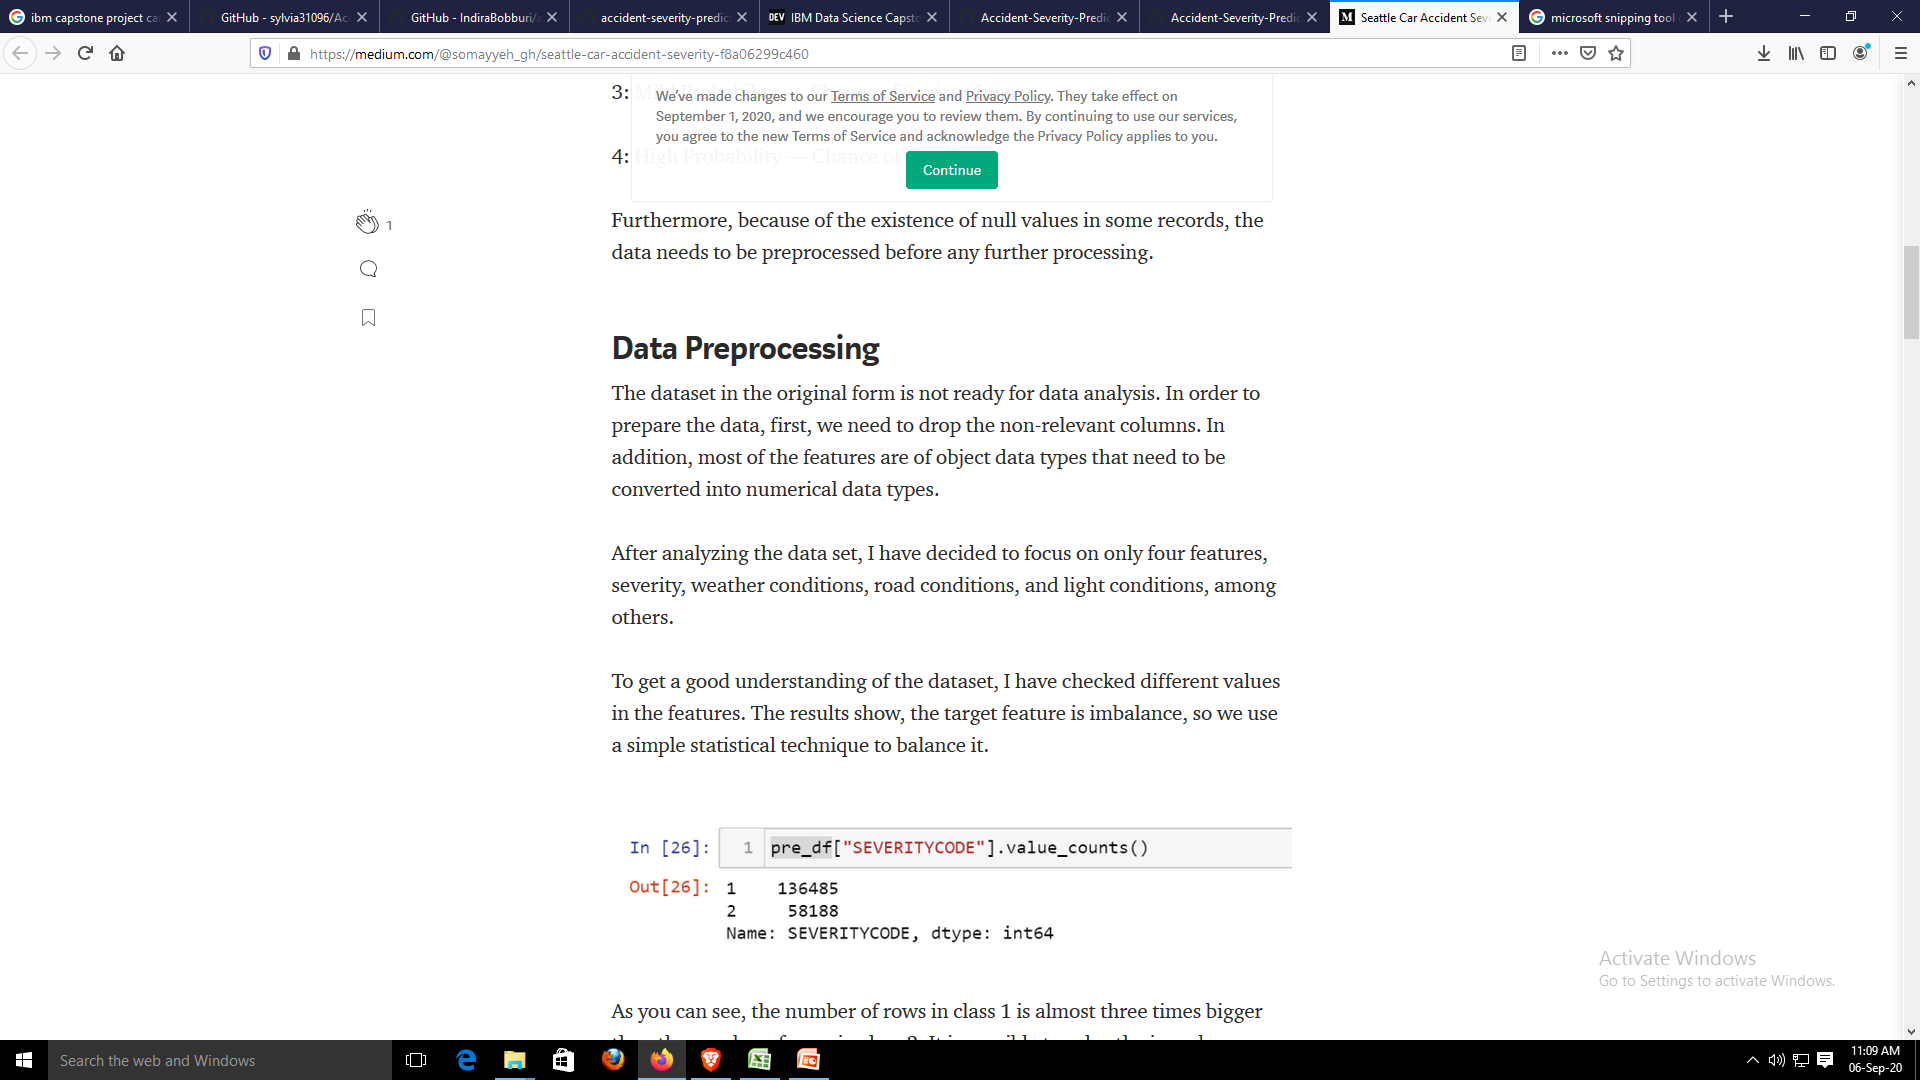 ibm capstone project ca
GitHub - sylvia31096/Ac
GitHub - IndiraBobburi/
accident-severity-predic
DEV IBM Data Science Capst
Accident-Severity-Predic
Accident-Severity-Predic
M Seattle Car Accident Sev
microsoft snipping tool
https://medium.com/@somayyeh_gh/seattle-car-accident-severity-f8a06299c460
3:
We've made changes to our Terms of Service and Privacy Policy. They take effect on
September 1, 2020, and we encourage you to review them. By continuing to use our services,
you agree to the new Terms of Service and acknowledge the Privacy Policy applies to you.
4: High Probability — Chance of
Continue
1
Furthermore, because of the existence of null values in some records, the
data needs to be preprocessed before any further processing.
Data Preprocessing
The dataset in the original form is not ready for data analysis. In order to
prepare the data, first, we need to drop the non-relevant columns. In
addition, most of the features are of object data types that need to be
converted into numerical data types.
After analyzing the data set, I have decided to focus on only four features,
severity, weather conditions, road conditions, and light conditions, among
others.
To get a good understanding of the dataset, I have checked different values
in the features. The results show, the target feature is imbalance, so we use
a simple statistical technique to balance it.
In [26]: 1 pre_df["SEVERITYCODE"].value_counts()
Out[26]: 1 136485
2 58188
Name: SEVERITYCODE, dtype: int64
As you can see, the number of rows in class 1 is almost three times bigger
Activate Windows
Go to Settings to activate Windows.
Search the web and Windows
11:09 AM
06-Sep-20